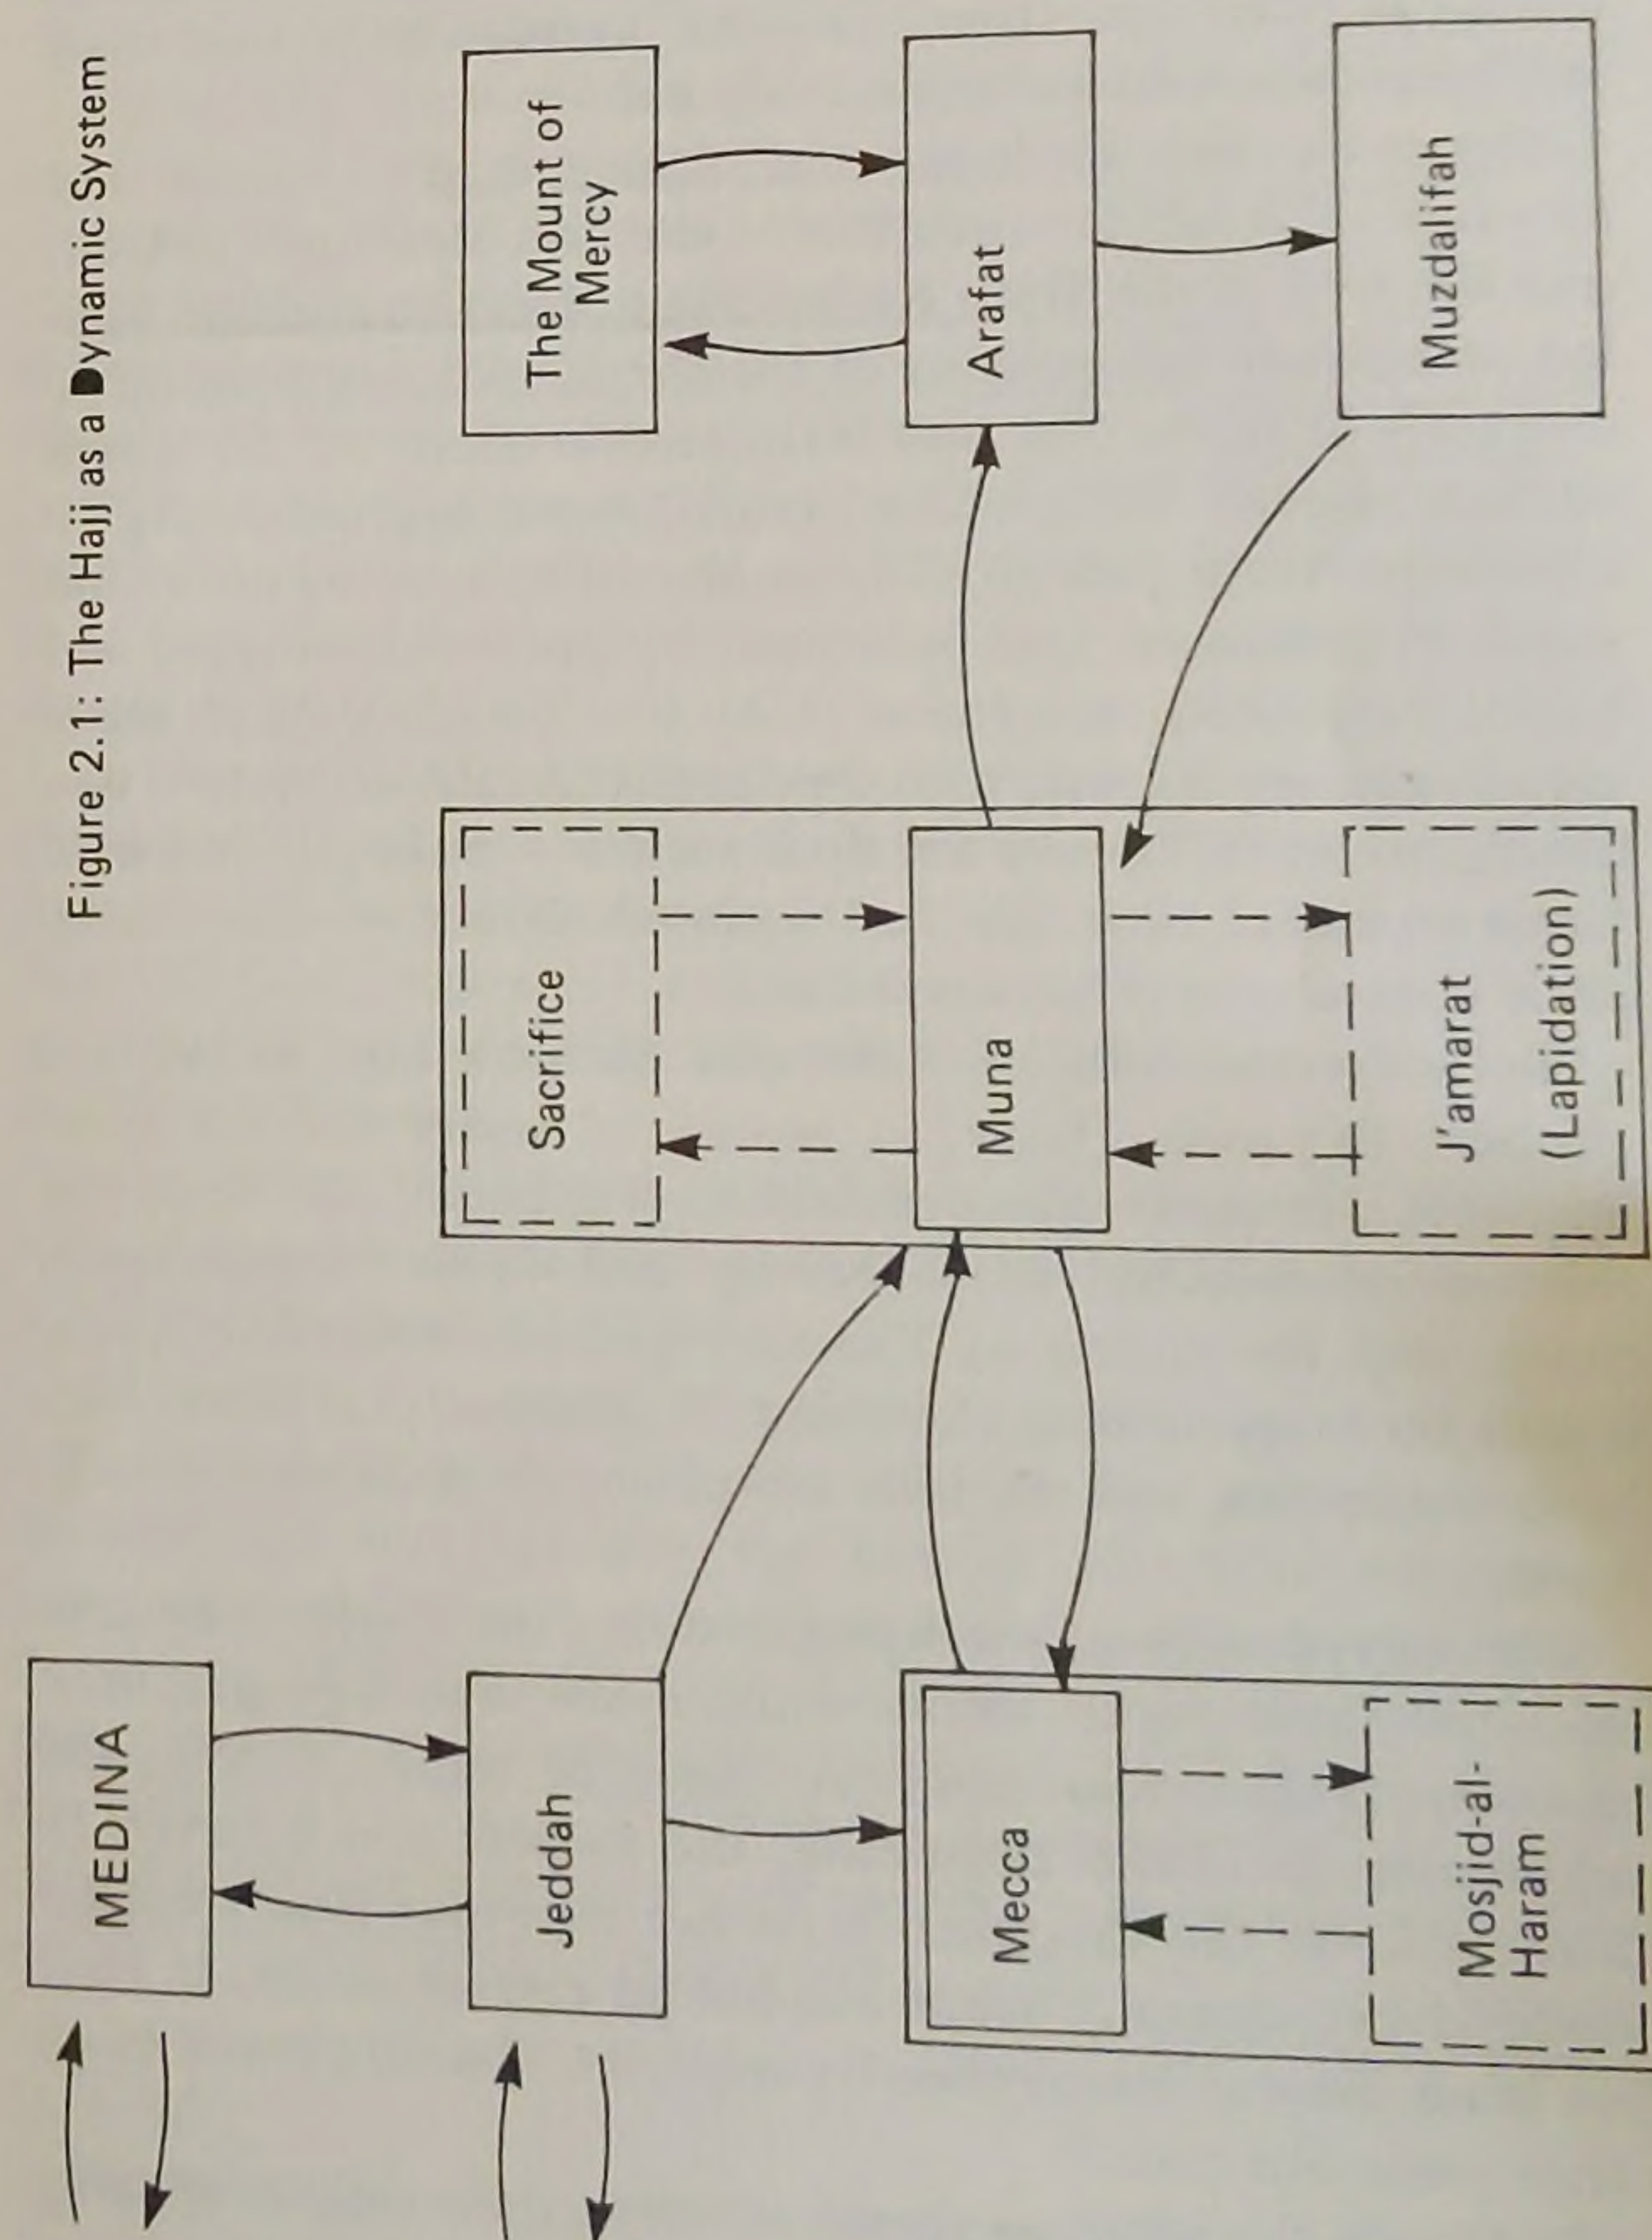 Figure 2.1: The Hajj as a Dynamic System
MEDINA
Jeddah
Mecca
Mosjid-al-
Haram
Sacrifice
Muna
J'amarat
(Lapidation)
The Mount of
Mercy
Arafat
Muzdalifah